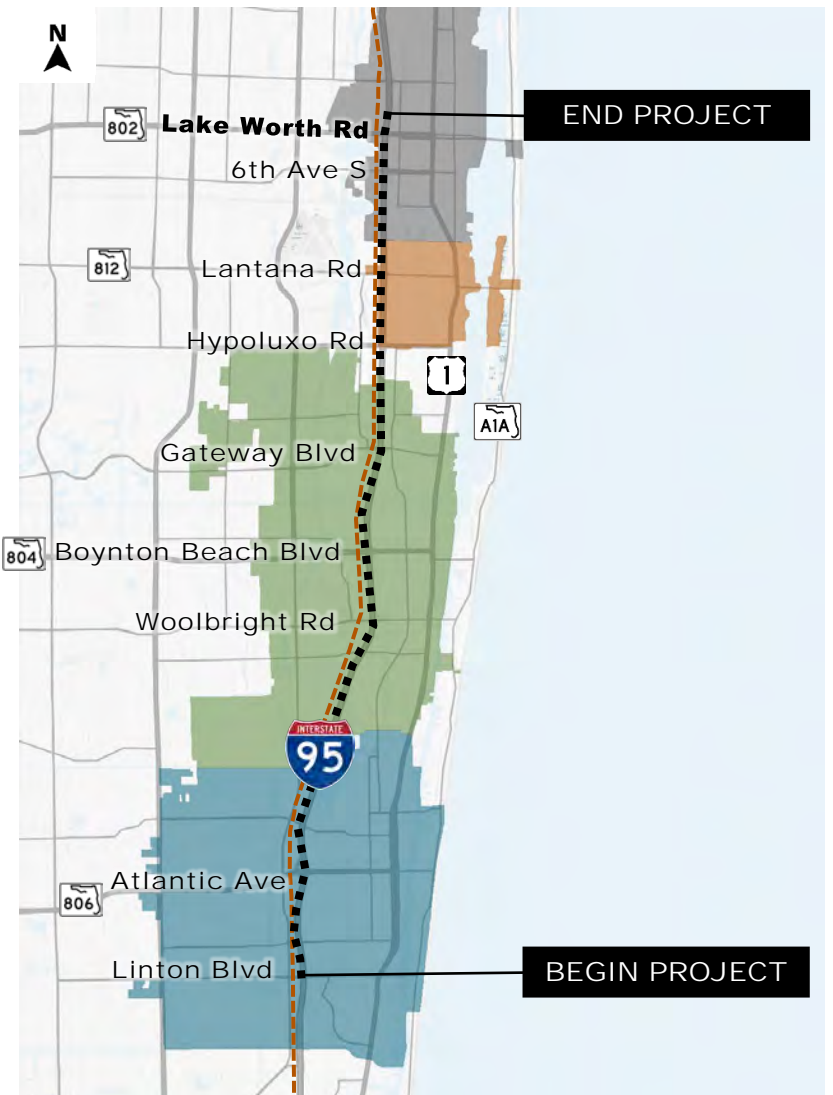 N
802
Lake Worth Rd
END PROJECT
6th Ave S
812
Lantana Rd
Hypoluxo Rd
1
A1A
Gateway Blvd
804
Boynton Beach Blvd
Woolbright Rd
INTERSTATE
95
806
Atlantic Ave
Linton Blvd
BEGIN PROJECT